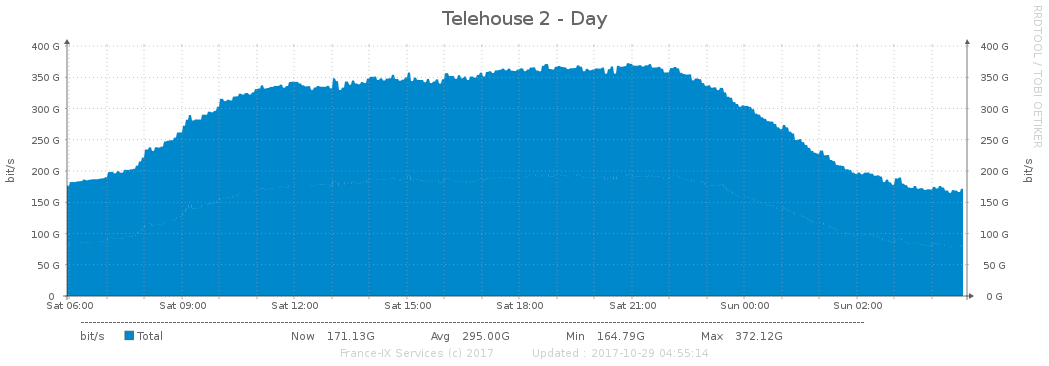 Telehouse 2 - Day
RRDTOOL / TOBI OETIKER
400 G 400 G
350 G 350 G
300 G 300 G
250 G 250 G
200 G 200 G
150 G 150 G
100 G 100 G
50 G 50 G
0 0 G
bit/s bit/s
Sat 06:00 Sat 09:00 Sat 12:00 Sat 15:00 Sat 18:00 Sat 21:00 Sun 00:00 Sun 02:00
bit/s Total Now 171.13G Avg 295.00G Min 164.79G Max 372.12G
France-IX Services (c) 2017 Updated : 2017-10-29 04:55:14